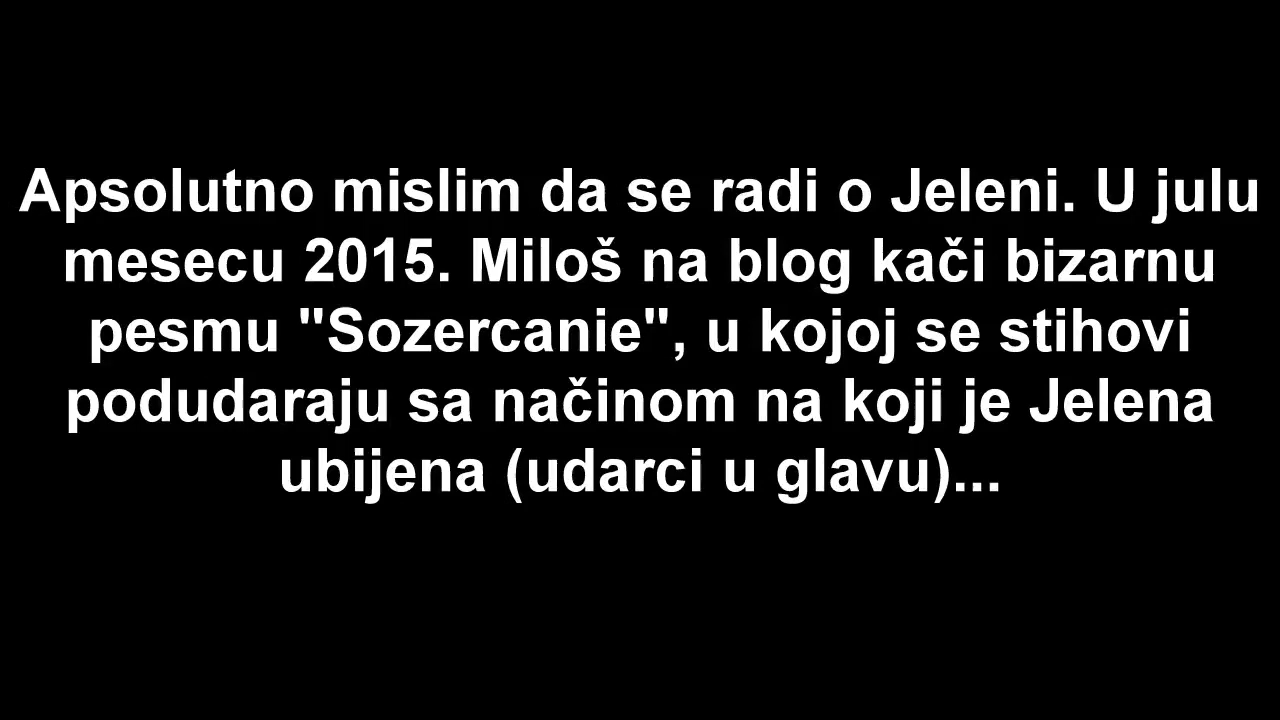 Apsolutno mislim da se radi o Jeleni. U julu
mesecu 2015. Miloš na blog kači bizarnu
pesmu "Sozercanie", u kojoj se stihovi
podudaraju sa načinom na koji je Jelena
ubijena (udarci u glavu)...